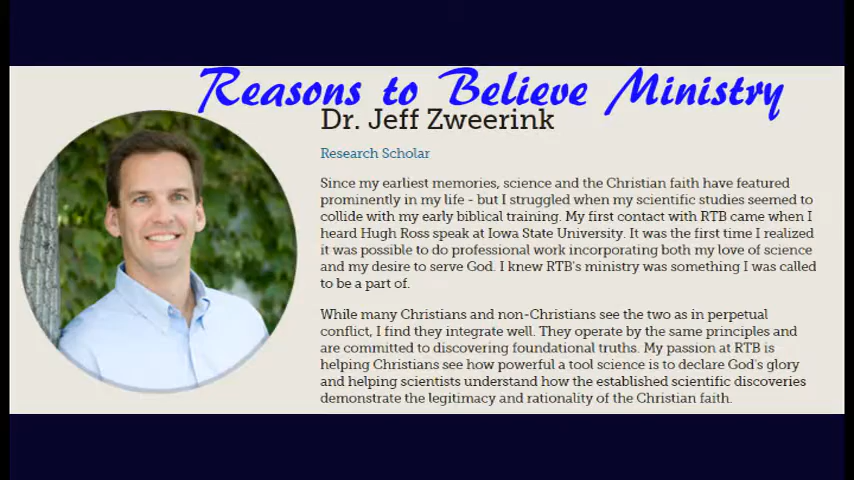 Reasons to Believe Ministry
Dr. Jeff Zweerink
Research Scholar
Since my earliest memories, science and the Christian faith have featured
prominently in my life - but I struggled when my scientific studies seemed to
collide with my early biblical training. My first contact with RTB came when I
heard Hugh Ross speak at Iowa State University. It was the first time I realized
it was possible to do professional work incorporating both my love of science
and my desire to serve God. I knew RTB's ministry was something I was called
to be a part of.
While many Christians and non-Christians see the two as in perpetual
conflict, I find they integrate well. They operate by the same principles and
are committed to discovering foundational truths. My passion at RTB is
helping Christians see how powerful a tool science is to declare God's glory
and helping scientists understand how the established scientific discoveries
demonstrate the legitimacy and rationality of the Christian faith.